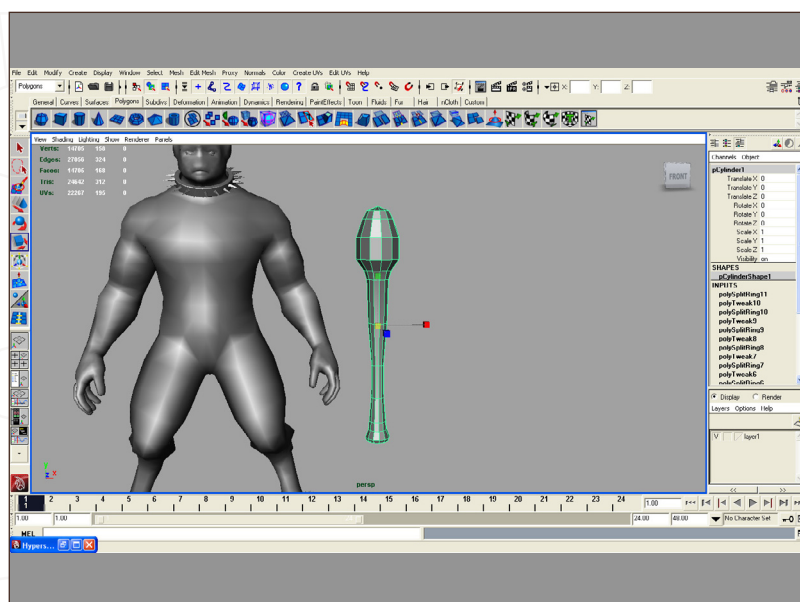 File Edit Modify Create Display Window Select Mesh Edit Mesh Proxy Normals Color Create UVs Edit UVs Help
Polygons X: Y: Z:
General Curves Surfaces Polygons Subdivs Deformation Animation Dynamics Rendering PaintEffects Toon Fluids Fur Hair nCloth Custom
View Shading Lighting Show Renderer Panels
Verts: 14705 158 0
Edges: 27056 324 0
Faces: 14706 168 0
Tris: 24642 312 0
UVs: 22267 195 0
FRONT
persp
Channels Object
pCylinder1
Translate X 0
Translate Y 0
Translate Z 0
Rotate X 0
Rotate Y 0
Rotate Z 0
Scale X 1
Scale Y 1
Scale Z 1
Visibility on
SHAPES
pCylinderShape1
INPUTS
polySplitRing11
polyTweak10
polySplitRing10
polyTweak9
polySplitRing9
polyTweak8
polySplitRing8
polyTweak7
polySplitRing7
polyTweak6
polySplitRing6
Display Render
Layers Options Help
V layer1
1 2 3 4 5 6 7 8 9 10 11 12 13 14 15 16 17 18 19 20 21 22 23 24 1.00
1
1.00 1.00 24.00 48.00 No Character Set
MEL
Hypers...